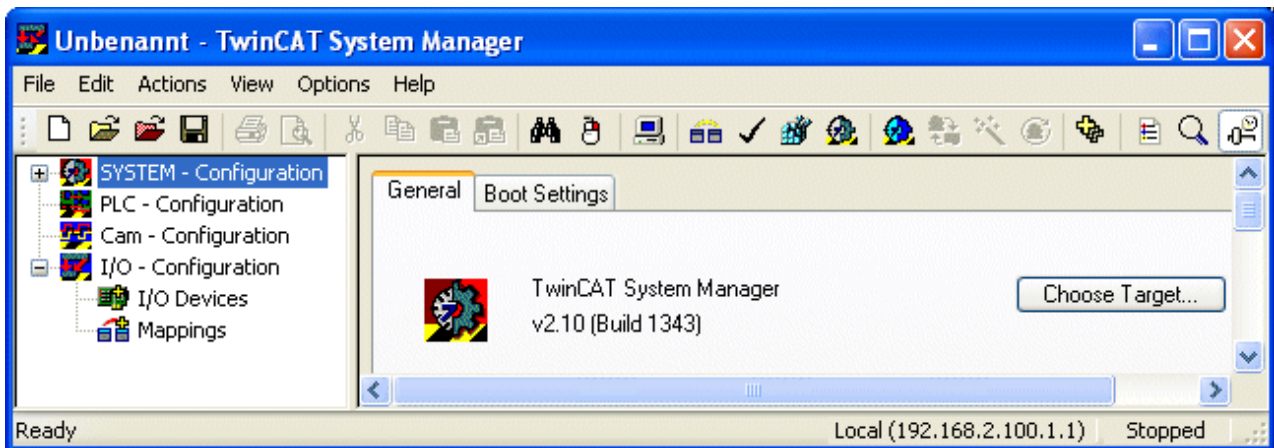 Unbenannt - TwinCAT System Manager
File Edit Actions View Options Help
SYSTEM - Configuration
PLC - Configuration
Cam - Configuration
I/O - Configuration
I/O Devices
Mappings
General Boot Settings
TwinCAT System Manager
v2.10 (Build 1343)
Choose Target...
Ready Local (192.168.2.100.1.1) Stopped